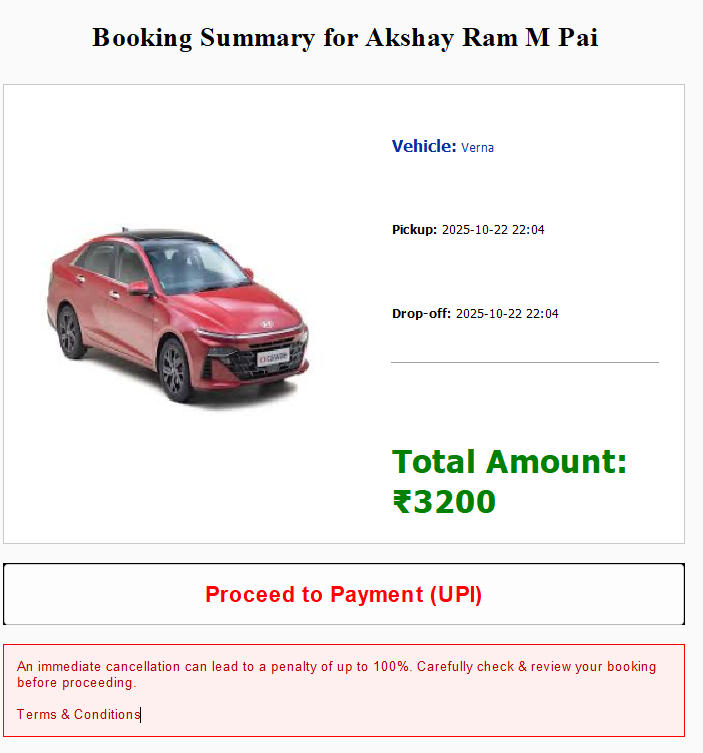 Booking Summary for Akshay Ram M Pai
Vehicle: Verna
Pickup: 2025-10-22 22:04
Drop-off: 2025-10-22 22:04
Total Amount:
₹3200
Proceed to Payment (UPI)
An immediate cancellation can lead to a penalty of up to 100%. Carefully check & review your booking
before proceeding.
Terms & Conditions